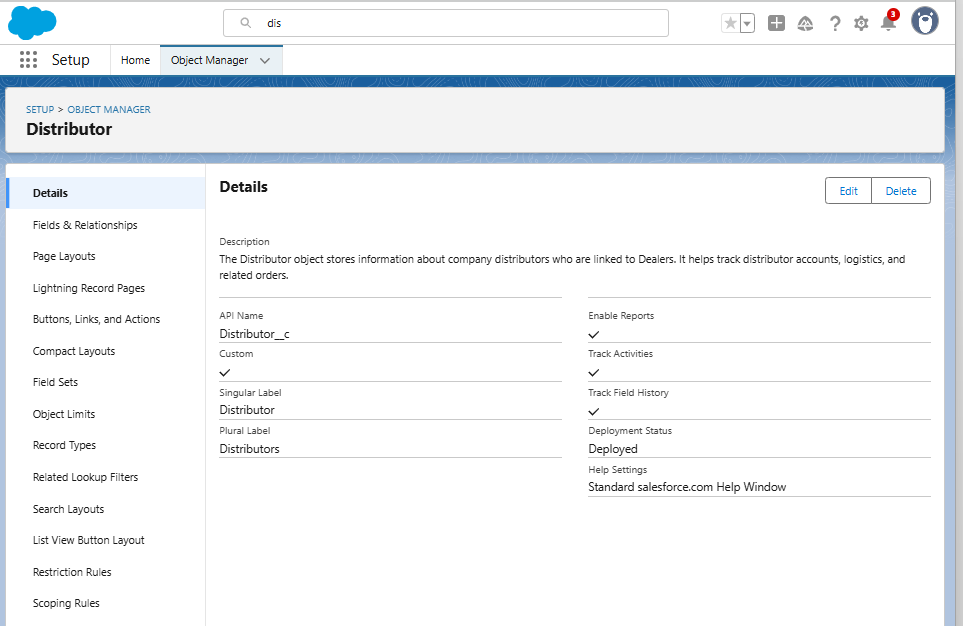 dis
3
Setup
Home
Object Manager
SETUP > OBJECT MANAGER
Distributor
Details
Fields & Relationships
Page Layouts
Lightning Record Pages
Buttons, Links, and Actions
Compact Layouts
Field Sets
Object Limits
Record Types
Related Lookup Filters
Search Layouts
List View Button Layout
Restriction Rules
Scoping Rules
Details
Edit
Delete
Description
The Distributor object stores information about company distributors who are linked to Dealers. It helps track distributor accounts, logistics, and
related orders.
API Name
Distributor__c
Custom
Singular Label
Distributor
Plural Label
Distributors
Enable Reports
Track Activities
Track Field History
Deployment Status
Deployed
Help Settings
Standard salesforce.com Help Window